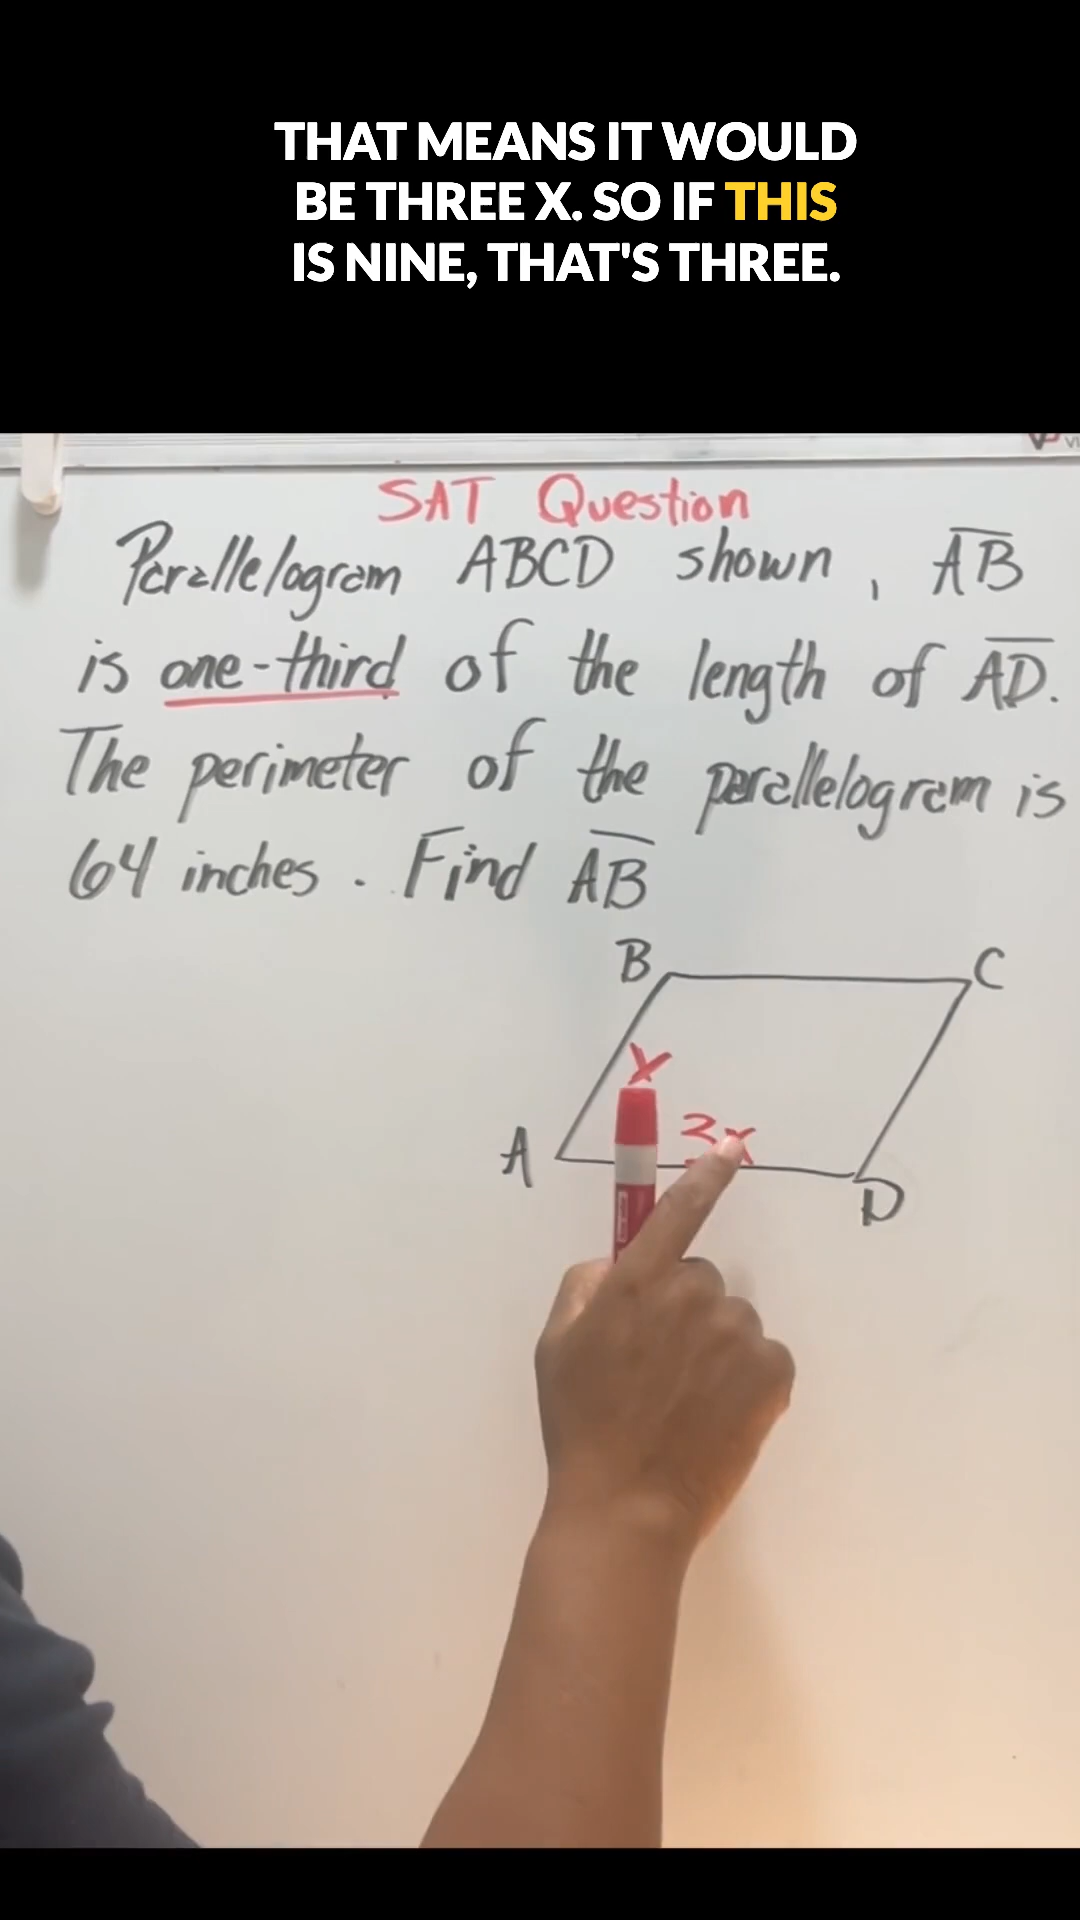 THAT MEANS IT WOULD
BE THREE X. SO IF THIS
IS NINE, THAT'S THREE.
SAT Question
Parallelogram ABCD shown, AB
is one-third of the length of AD.
The perimeter of the parallelogram is
64 inches. Find AB
B C
x
3x
A D